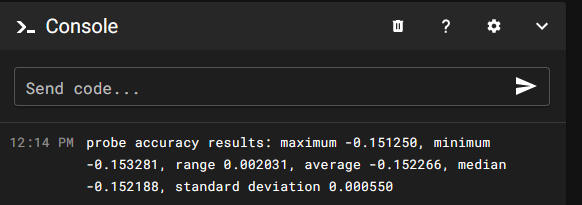 Console
?
Send code...
12:14 PM probe accuracy results: maximum -0.151250, minimum
-0.153281, range 0.002031, average -0.152266, median
-0.152188, standard deviation 0.000550